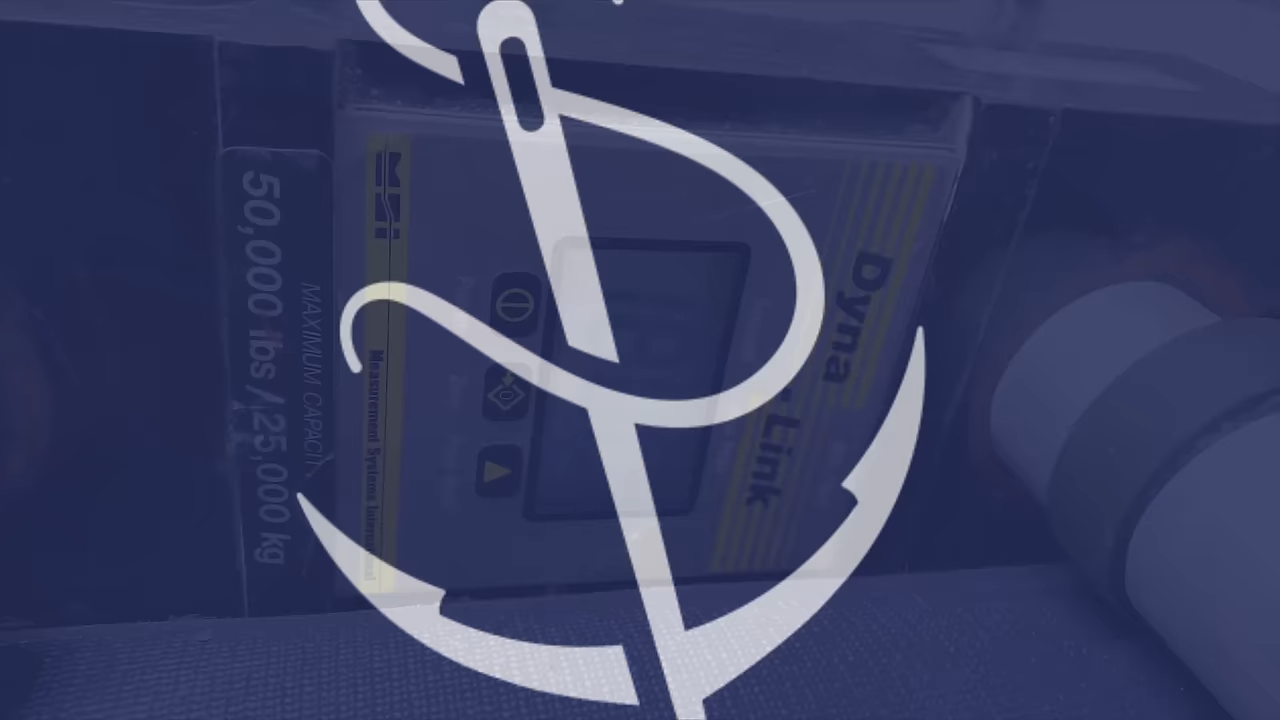 Dyna-Link
MSI
Measurement Systems International
MAXIMUM CAPACITY
50,000 lbs / 25,000 kg